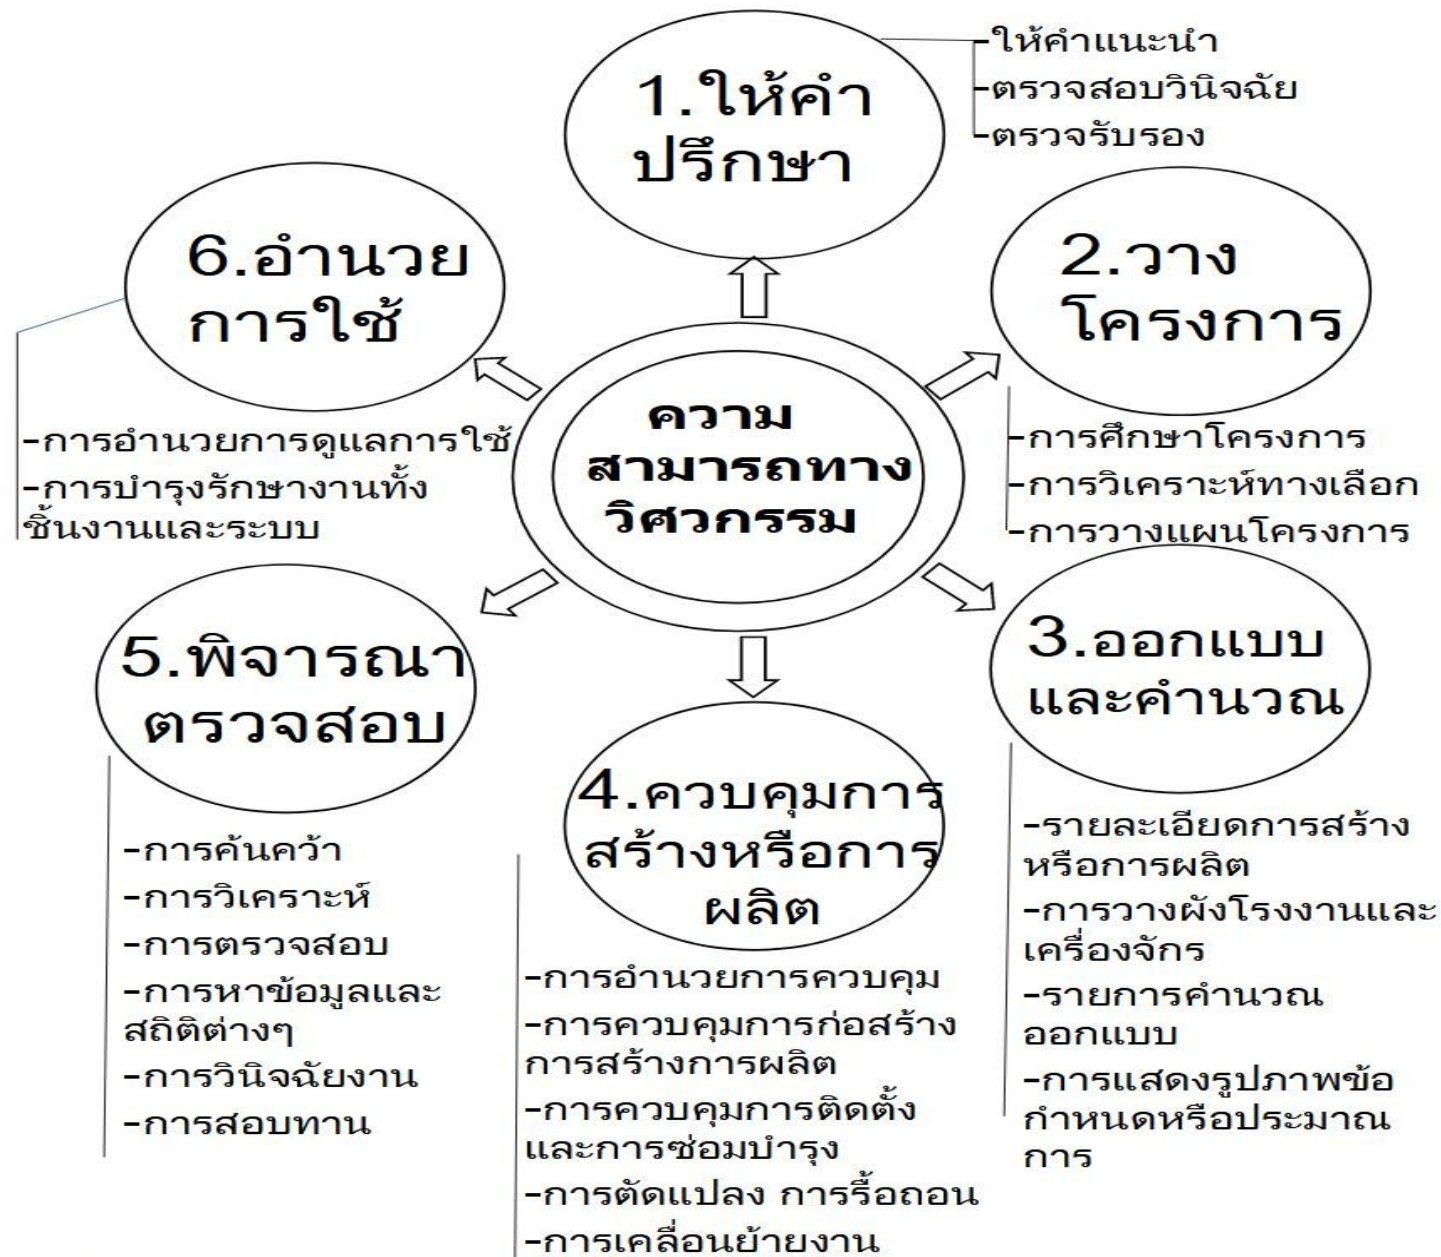 1.ให้คำ
ปรึกษา
-ให้คำแนะนำ
-ตรวจสอบวินิจฉัย
-ตรวจรับรอง
2.วาง
โครงการ
-การศึกษาโครงการ
-การวิเคราะห์ทางเลือก
-การวางแผนโครงการ
ความ
สามารถทาง
วิศวกรรม
3.ออกแบบ
และคำนวณ
-รายละเอียดการสร้าง
หรือการผลิต
-การวางผังโรงงานและ
เครื่องจักร
-รายการคำนวณ
ออกแบบ
-การแสดงรูปภาพข้อ
กำหนดหรือประมาณ
การ
4.ควบคุมการ
สร้างหรือการ
ผลิต
-การอำนวยการควบคุม
-การควบคุมการก่อสร้าง
การสร้างการผลิต
-การควบคุมการติดตั้ง
และการซ่อมบำรุง
-การตัดแปลง การรื้อถอน
-การเคลื่อนย้ายงาน
5.พิจารณา
ตรวจสอบ
-การค้นคว้า
-การวิเคราะห์
-การตรวจสอบ
-การหาข้อมูลและ
สถิติต่างๆ
-การวินิจฉัยงาน
-การสอบทาน
6.อำนวย
การใช้
-การอำนวยการดูแลการใช้
-การบำรุงรักษางานทั้ง
ชิ้นงานและระบบ